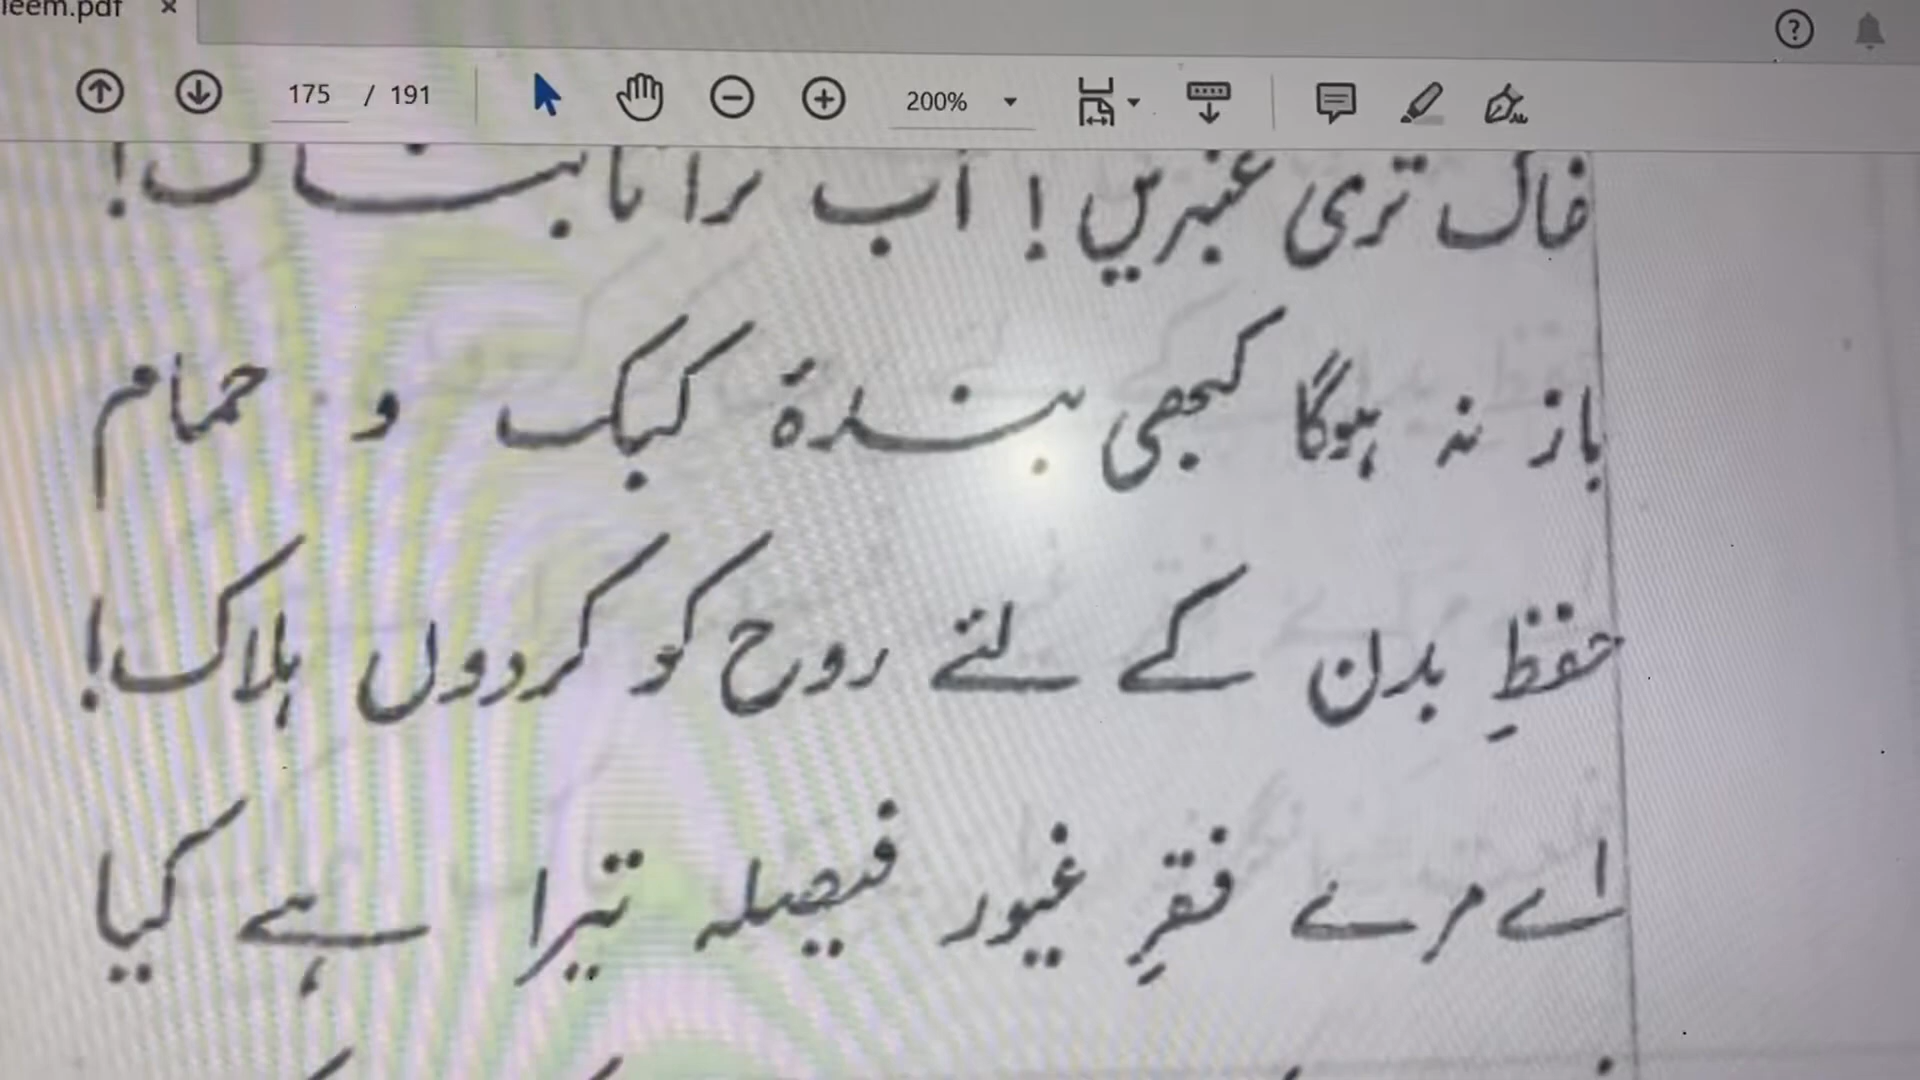 leem.pdf ×
175 / 191 200%
خاک تری عنبریں ! آب ترا تابناک!
باز نہ ہوگا کبھی بندۂ کبک و حمام
حفظِ بدن کے لئے روح کو کردوں ہلاک!
اے مرے فقرِ غیور فیصلہ تیرا ہے کیا